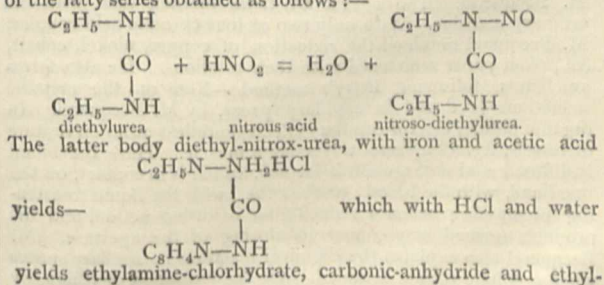 of the fatty series obtained as follows:—
C₂H₅—NH C₂H₅—N—NO
CO + HNO₂ = H₂O + CO
C₂H₅—NH C₂H₅—NH
diethylurea nitrous acid nitroso-diethylurea.
The latter body diethyl-nitrox-urea, with iron and acetic acid
C₂H₅N—NH₂HCl
yields— CO which with HCl and water
C₈H₄N—NH
yields ethylamine-chlorhydrate, carbonic-anhydride and ethyl-